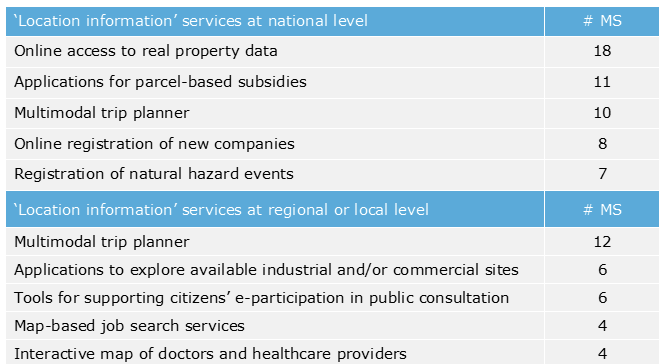 ‘Location information’ services at national level # MS
Online access to real property data 18
Applications for parcel-based subsidies 11
Multimodal trip planner 10
Online registration of new companies 8
Registration of natural hazard events 7
‘Location information’ services at regional or local level # MS
Multimodal trip planner 12
Applications to explore available industrial and/or commercial sites 6
Tools for supporting citizens’ e-participation in public consultation 6
Map-based job search services 4
Interactive map of doctors and healthcare providers 4